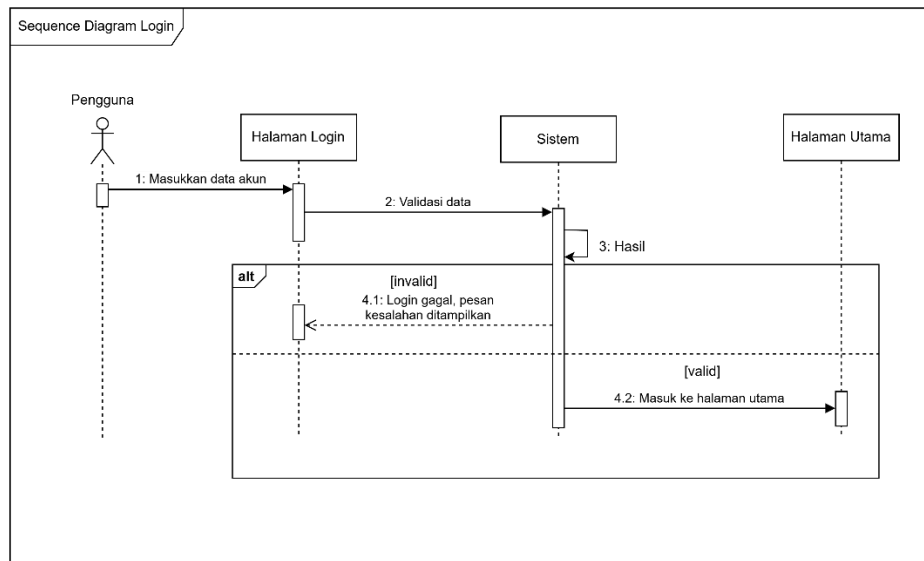 Sequence Diagram Login
Pengguna
Halaman Login
Sistem
Halaman Utama
1: Masukkan data akun
2: Validasi data
3: Hasil
alt
[invalid]
4.1: Login gagal, pesan
kesalahan ditampilkan
[valid]
4.2: Masuk ke halaman utama